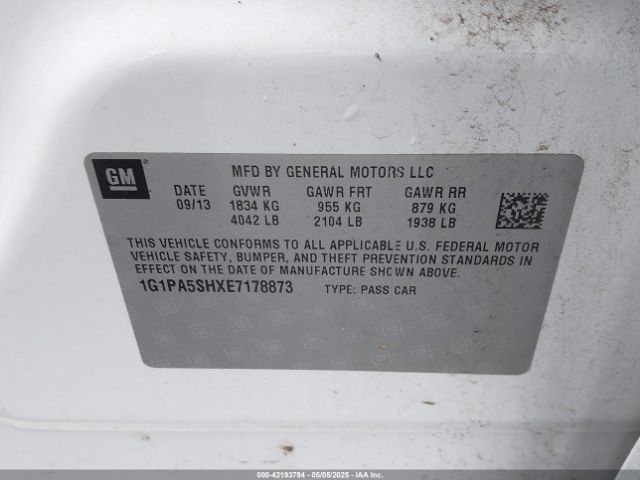 GM
MFD BY GENERAL MOTORS LLC
DATE GVWR GAWR FRT GAWR RR
09/13 1834 KG 955 KG 879 KG
4042 LB 2104 LB 1938 LB
THIS VEHICLE CONFORMS TO ALL APPLICABLE U.S. FEDERAL MOTOR
VEHICLE SAFETY, BUMPER, AND THEFT PREVENTION STANDARDS IN
EFFECT ON THE DATE OF MANUFACTURE SHOWN ABOVE.
1G1PA5SHXE7178873 TYPE: PASS CAR
000-42193794 05/05/2025 Copart.com